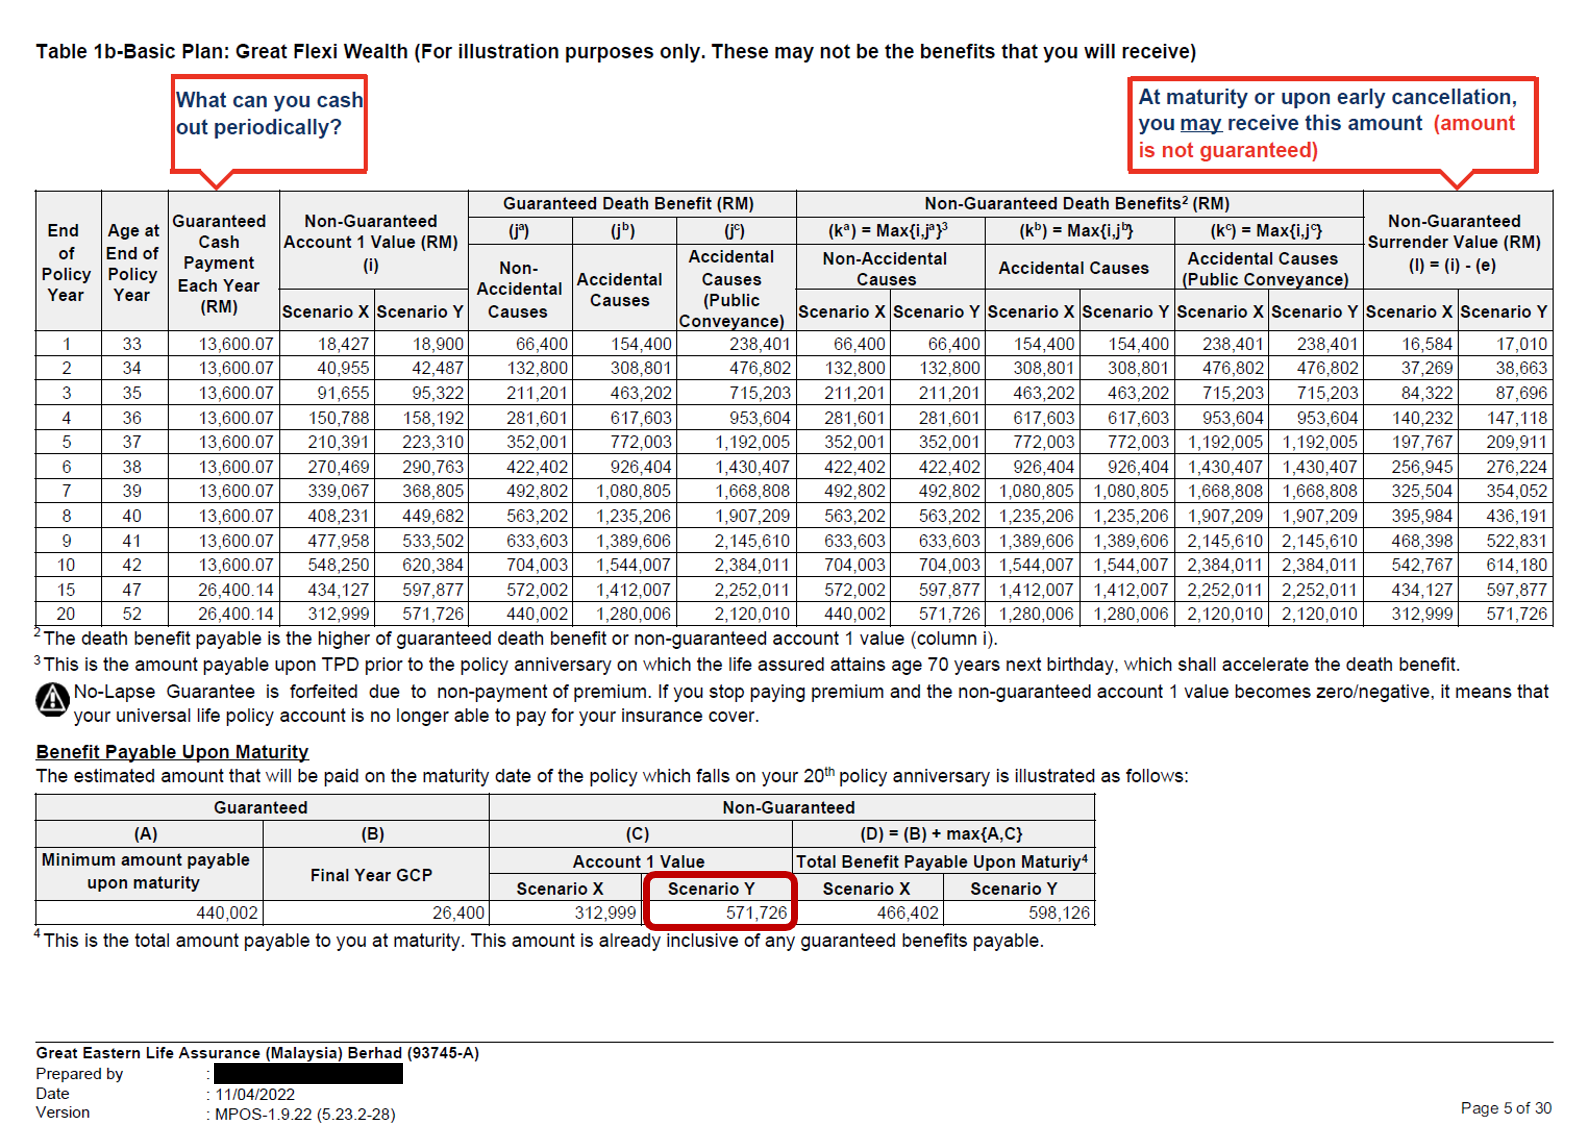 Table 1b-Basic Plan: Great Flexi Wealth (For illustration purposes only. These may not be the benefits that you will receive)
What can you cash
out periodically?
At maturity or upon early cancellation,
you may receive this amount (amount
is not guaranteed)
End of Policy Year
Age at End of Policy Year
Guaranteed Cash Payment Each Year (RM)
Non-Guaranteed Account 1 Value (RM) (i)
Guaranteed Death Benefit (RM)
Non-Guaranteed Death Benefits2 (RM)
Non-Guaranteed Surrender Value (RM) (l) = (i) - (e)
(ja) (jb) (jc) (ka) = Max{i,ja}3 (kb) = Max{i,jb} (kc) = Max{i,jc}
Non-Accidental Causes
Accidental Causes
Accidental Causes (Public Conveyance)
Non-Accidental Causes
Accidental Causes
Accidental Causes (Public Conveyance)
Scenario X Scenario Y Scenario X Scenario Y Scenario X Scenario Y Scenario X Scenario Y Scenario X Scenario Y
1 33 13,600.07 18,427 18,900 66,400 154,400 238,401 66,400 66,400 154,400 154,400 238,401 238,401 16,584 17,010
2 34 13,600.07 40,955 42,487 132,800 308,801 476,802 132,800 132,800 308,801 308,801 476,802 476,802 37,269 38,663
3 35 13,600.07 91,655 95,322 211,201 463,202 715,203 211,201 211,201 463,202 463,202 715,203 715,203 84,322 87,696
4 36 13,600.07 150,788 158,192 281,601 617,603 953,604 281,601 281,601 617,603 617,603 953,604 953,604 140,232 147,118
5 37 13,600.07 210,391 223,310 352,001 772,003 1,192,005 352,001 352,001 772,003 772,003 1,192,005 1,192,005 197,767 209,911
6 38 13,600.07 270,469 290,763 422,402 926,404 1,430,407 422,402 422,402 926,404 926,404 1,430,407 1,430,407 256,945 276,224
7 39 13,600.07 339,067 368,805 492,802 1,080,805 1,668,808 492,802 492,802 1,080,805 1,080,805 1,668,808 1,668,808 325,504 354,052
8 40 13,600.07 408,231 449,682 563,202 1,235,206 1,907,209 563,202 563,202 1,235,206 1,235,206 1,907,209 1,907,209 395,984 436,191
9 41 13,600.07 477,958 533,502 633,603 1,389,606 2,145,610 633,603 633,603 1,389,606 1,389,606 2,145,610 2,145,610 468,398 522,831
10 42 13,600.07 548,250 620,384 704,003 1,544,007 2,384,011 704,003 704,003 1,544,007 1,544,007 2,384,011 2,384,011 542,767 614,180
15 47 26,400.14 434,127 597,877 572,002 1,412,007 2,252,011 572,002 597,877 1,412,007 1,412,007 2,252,011 2,252,011 434,127 597,877
20 52 26,400.14 312,999 571,726 440,002 1,280,006 2,120,010 440,002 571,726 1,280,006 1,280,006 2,120,010 2,120,010 312,999 571,726
2 The death benefit payable is the higher of guaranteed death benefit or non-guaranteed account 1 value (column i).
3 This is the amount payable upon TPD prior to the policy anniversary on which the life assured attains age 70 years next birthday, which shall accelerate the death benefit.
No-Lapse Guarantee is forfeited due to non-payment of premium. If you stop paying premium and the non-guaranteed account 1 value becomes zero/negative, it means that
your universal life policy account is no longer able to pay for your insurance cover.
Benefit Payable Upon Maturity
The estimated amount that will be paid on the maturity date of the policy which falls on your 20th policy anniversary is illustrated as follows:
Guaranteed Non-Guaranteed
(A) (B) (C) (D) = (B) + max{A,C}
Minimum amount payable upon maturity
Final Year GCP
Account 1 Value
Total Benefit Payable Upon Maturiy4
Scenario X Scenario Y Scenario X Scenario Y
440,002 26,400 312,999 571,726 466,402 598,126
4 This is the total amount payable to you at maturity. This amount is already inclusive of any guaranteed benefits payable.
Great Eastern Life Assurance (Malaysia) Berhad (93745-A)
Prepared by :
Date : 11/04/2022
Version : MPOS-1.9.22 (5.23.2-28)
Page 5 of 30